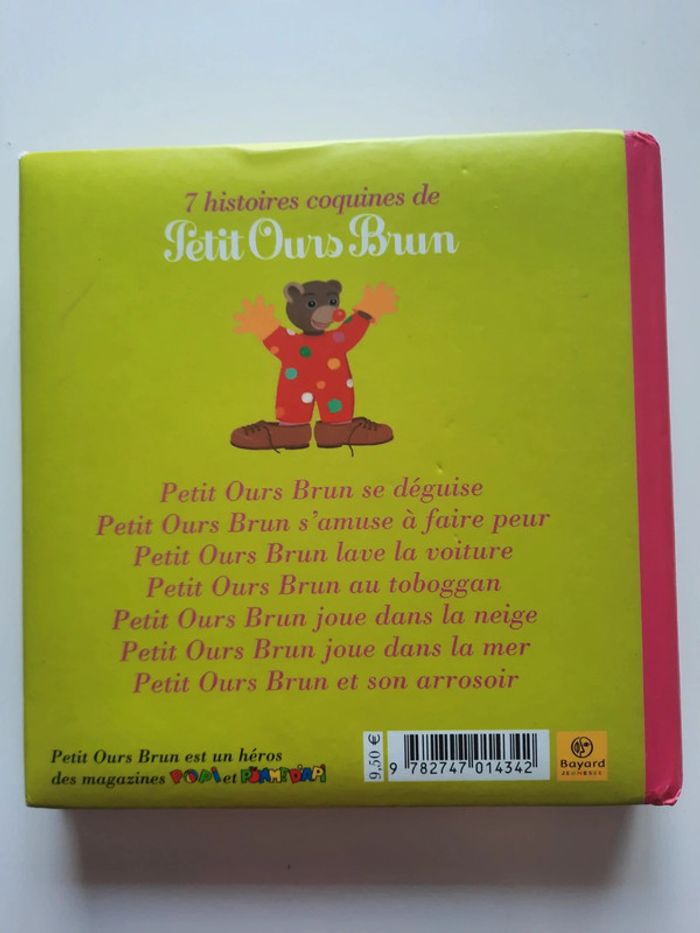 7 histoires coquines de
Petit Ours Brun
Petit Ours Brun se déguise
Petit Ours Brun s'amuse à faire peur
Petit Ours Brun lave la voiture
Petit Ours Brun au toboggan
Petit Ours Brun joue dans la neige
Petit Ours Brun joue dans la mer
Petit Ours Brun et son arrosoir
Petit Ours Brun est un héros
des magazines POPI et POMME D'API
9,50 €
9 782747 014342
Bayard
JEUNESSE